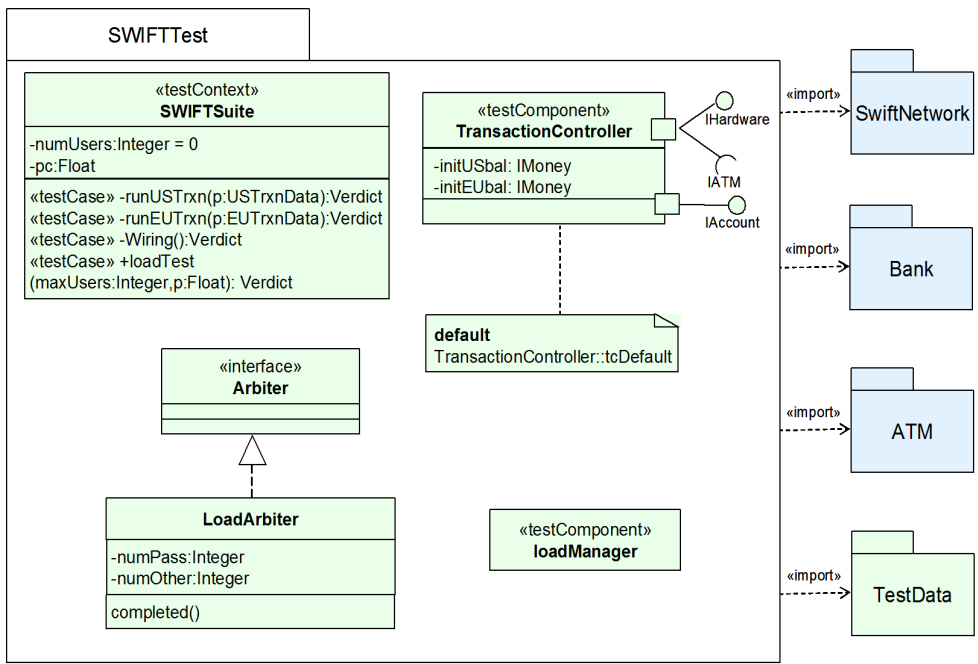 SWIFTTest
«testContext»
SWIFTSuite
-numUsers:Integer = 0
-pc:Float
«testCase» -runUSTrxn(p:USTrxnData):Verdict
«testCase» -runEUTrxn(p:EUTrxnData):Verdict
«testCase» -Wiring():Verdict
«testCase» +loadTest
(maxUsers:Integer,p:Float): Verdict
«testComponent»
TransactionController
-initUSbal: IMoney
-initEUbal: IMoney
IHardware
IATM
IAccount
default
TransactionController::tcDefault
«interface»
Arbiter
LoadArbiter
-numPass:Integer
-numOther:Integer
completed()
«testComponent»
loadManager
«import»
SwiftNetwork
«import»
Bank
«import»
ATM
«import»
TestData